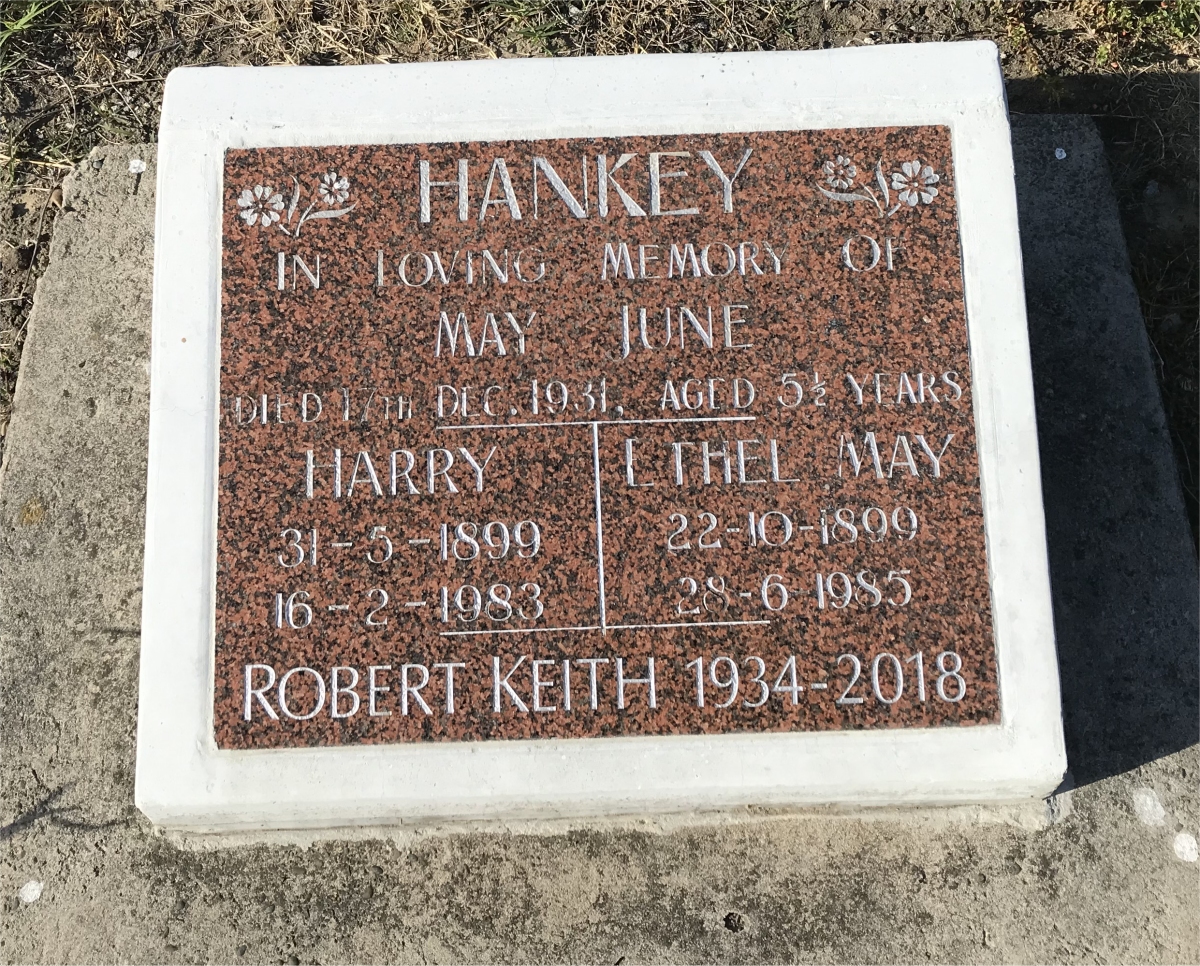 HANKEY
IN LOVING MEMORY OF
MAY JUNE
DIED 17TH DEC. 1931, AGED 5½ YEARS
HARRY
31-5-1899
16-2-1983
ETHEL MAY
22-10-1899
28-6-1985
ROBERT KEITH 1934-2018